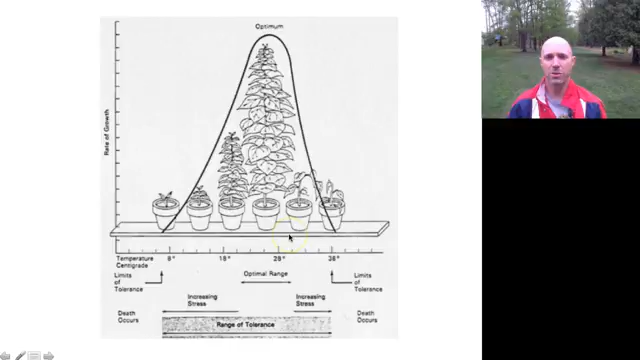 Optimum
Rate of Growth
Temperature
Centigrade
8° 18° 28° 38°
Limits
of
Tolerance
Optimal Range
Limits
of
Tolerance
Increasing
Stress
Increasing
Stress
Death
Occurs
Range of Tolerance
Death
Occurs